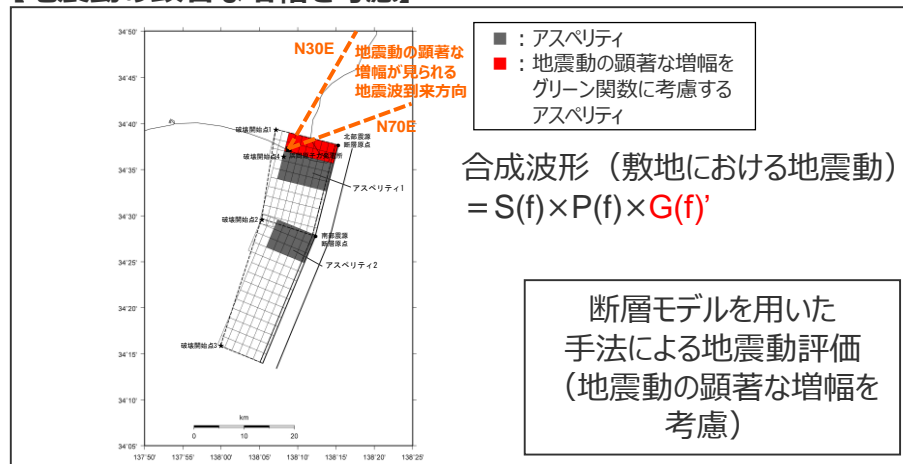 【地震動の顕著な増幅を考慮】
34°50'
34°45'
34°40'
34°35'
34°30'
34°25'
34°20'
34°15'
34°10'
34°05'
N30E
地震動の顕著な
増幅が見られる
地震波到来方向
N70E
破壊開始点1
北部震源
断層原点
破壊開始点4
アスペリティ1
破壊開始点2
南部震源
断層原点
アスペリティ2
破壊開始点3
km
0 10 20
137°50' 137°55' 138°00' 138°05' 138°10' 138°15' 138°20' 138°25'
■：アスペリティ
■：地震動の顕著な増幅を
グリーン関数に考慮する
アスペリティ
合成波形（敷地における地震動）
＝S(f)×P(f)×G(f)’
断層モデルを用いた
手法による地震動評価
（地震動の顕著な増幅を
考慮）